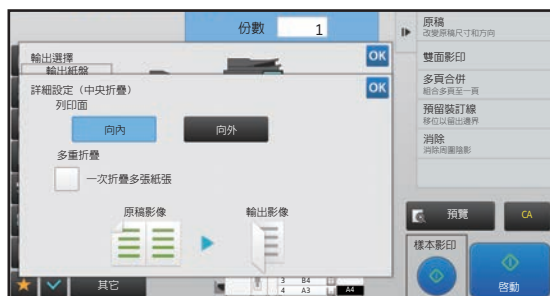 份數 1
原稿
改變原稿尺寸和方向
雙面影印
多頁合併
組合多頁至一頁
預留裝訂線
移位以留出邊界
消除
消除周圍陰影
輸出選擇
OK
輸出紙盤
詳細設定（中央折疊）
OK
列印面
向內
向外
多重折疊
一次折疊多張紙張
原稿影像
輸出影像
預覽
CA
樣本影印
啓動
其它
3 B4
4 A3
A4